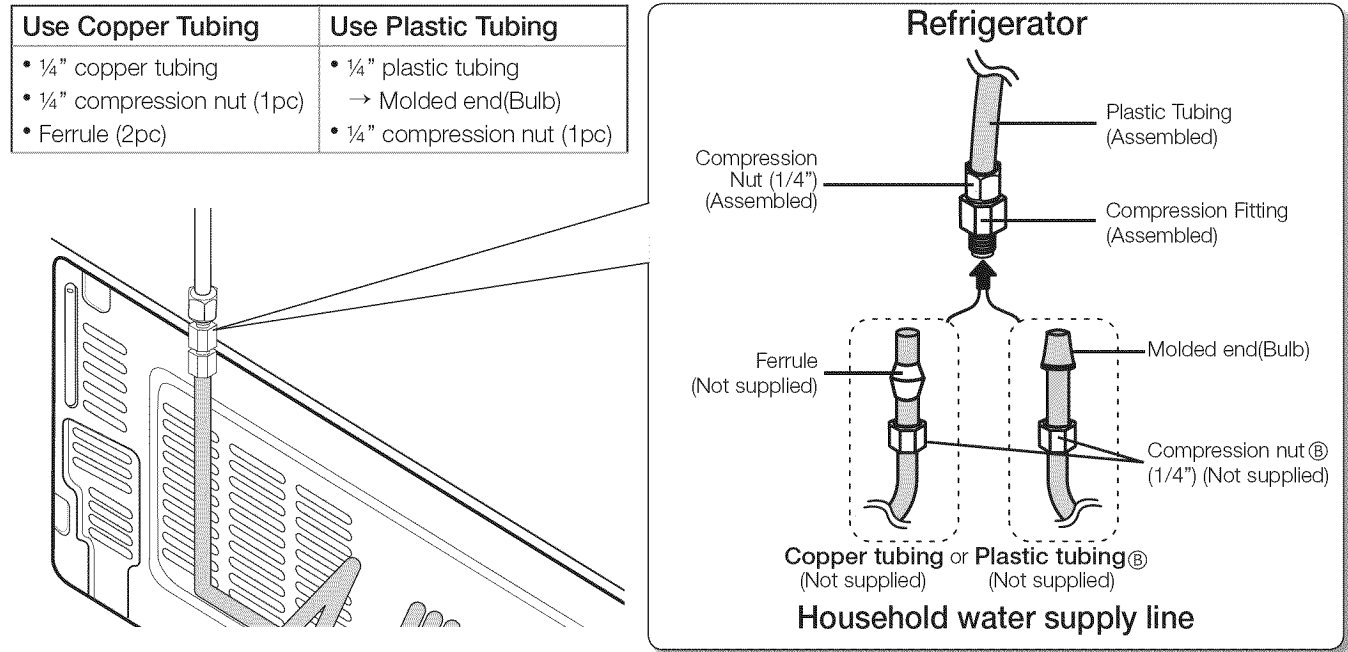 Use Copper Tubing
• ¼” copper tubing
• ¼” compression nut (1pc)
• Ferrule (2pc)
Use Plastic Tubing
• ¼” plastic tubing
→ Molded end(Bulb)
• ¼” compression nut (1pc)
Refrigerator
Plastic Tubing
(Assembled)
Compression
Nut (1/4”)
(Assembled)
Compression Fitting
(Assembled)
Ferrule
(Not supplied)
Molded end(Bulb)
Compression nut Ⓑ
(1/4”) (Not supplied)
Copper tubing or Plastic tubing Ⓑ
(Not supplied) (Not supplied)
Household water supply line